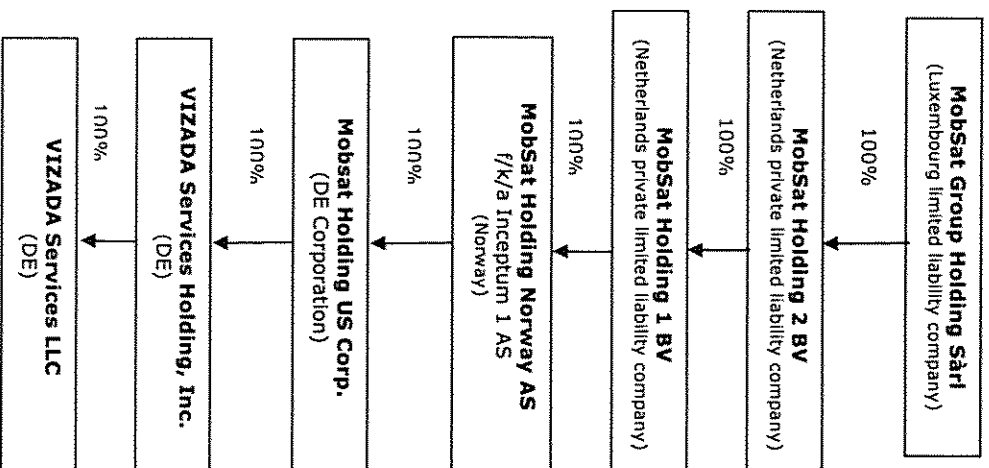 MobSat Group Holding Sàrl
(Luxembourg limited liability company)
100%
MobSat Holding 2 BV
(Netherlands private limited liability company)
100%
MobSat Holding 1 BV
(Netherlands private limited liability company)
100%
MobSat Holding Norway AS
f/k/a Inceptum 1 AS
(Norway)
100%
Mobsat Holding US Corp.
(DE Corporation)
100%
VIZADA Services Holding, Inc.
(DE)
100%
VIZADA Services LLC
(DE)